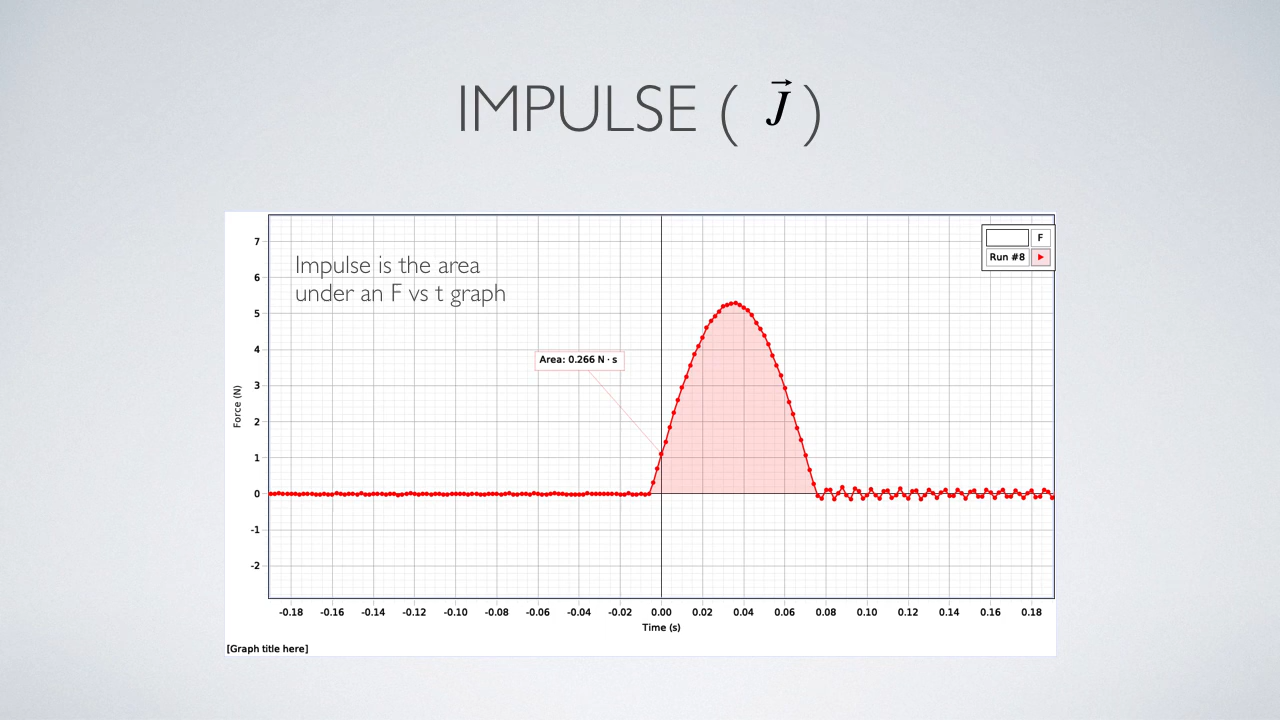 IMPULSE ( J⃗ )
Impulse is the area
under an F vs t graph
F
Run #8
Area: 0.266 N · s
Force (N)
7
6
5
4
3
2
1
0
-1
-2
-0.18 -0.16 -0.14 -0.12 -0.10 -0.08 -0.06 -0.04 -0.02 0.00 0.02 0.04 0.06 0.08 0.10 0.12 0.14 0.16 0.18
Time (s)
[Graph title here]